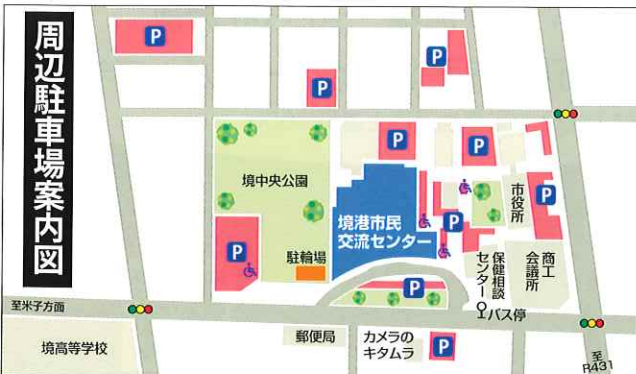 周辺駐車場案内図
P
P
P
P
P
P
境中央公園
市役所
境港市民
交流センター
P
P
駐輪場
保健相談
センター
商工
会議所
P
バス停
至米子方面
郵便局
カメラの
キタムラ
P
境高等学校
至
R431